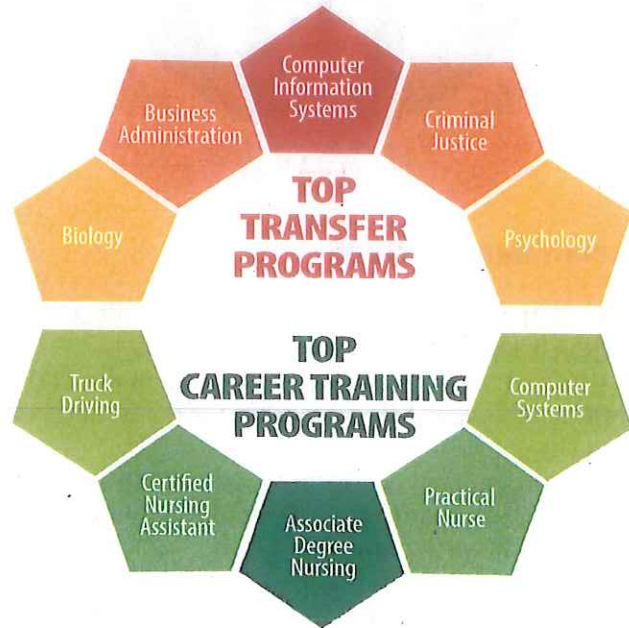 Computer
Information
Systems
Business
Administration
Criminal
Justice
Biology
Psychology
TOP
TRANSFER
PROGRAMS
TOP
CAREER TRAINING
PROGRAMS
Truck
Driving
Computer
Systems
Certified
Nursing
Assistant
Practical
Nurse
Associate
Degree
Nursing